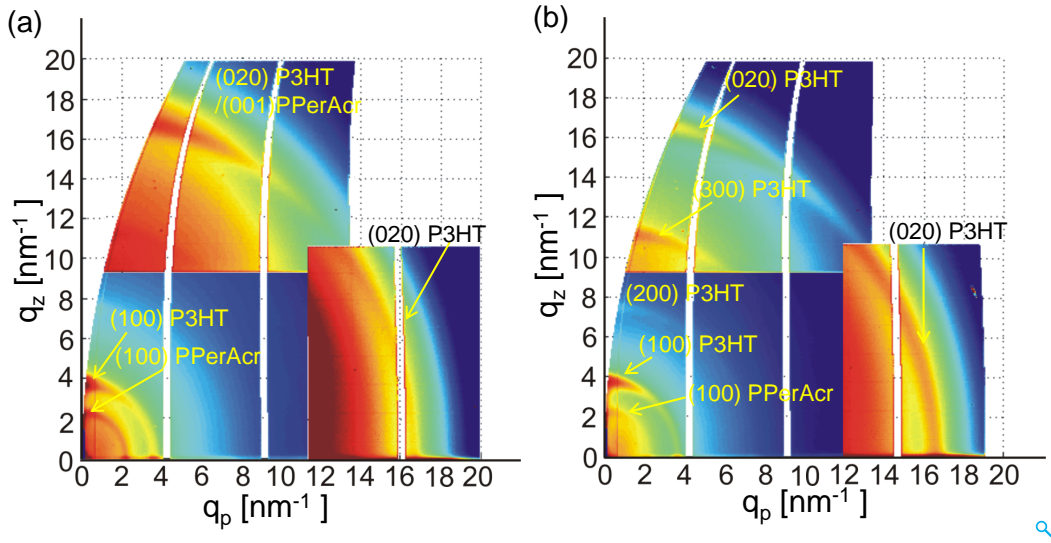 (a)
20
18
16
14
12
10
8
6
4
2
0
q_z [nm⁻¹]
(020) P3HT
/(001)PPerAcr
(020) P3HT
(100) P3HT
(100) PPerAcr
0 2 4 6 8 10 12 14 16 18 20
q_p [nm⁻¹]
(b)
20
18
16
14
12
10
8
6
4
2
0
q_z [nm⁻¹]
(020) P3HT
(300) P3HT
(020) P3HT
(200) P3HT
(100) P3HT
(100) PPerAcr
0 2 4 6 8 10 12 14 16 18 20
q_p [nm⁻¹]